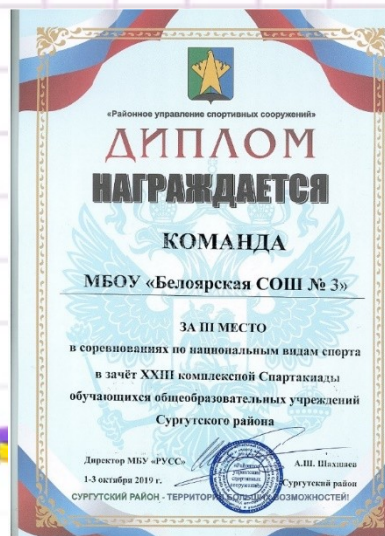 «Районное управление спортивных сооружений»
ДИПЛОМ
НАГРАЖДАЕТСЯ
КОМАНДА
МБОУ «Белоярская СОШ № 3»
ЗА III МЕСТО
в соревнованиях по национальным видам спорта
в зачёт XXIII комплексной Спартакиады
обучающихся общеобразовательных учреждений
Сургутского района
Директор МБУ «РУСС» А.Ш. Шахшаев
1-3 октября 2019 г. Сургутский район
СУРГУТСКИЙ РАЙОН - ТЕРРИТОРИЯ БОЛЬШИХ ВОЗМОЖНОСТЕЙ!